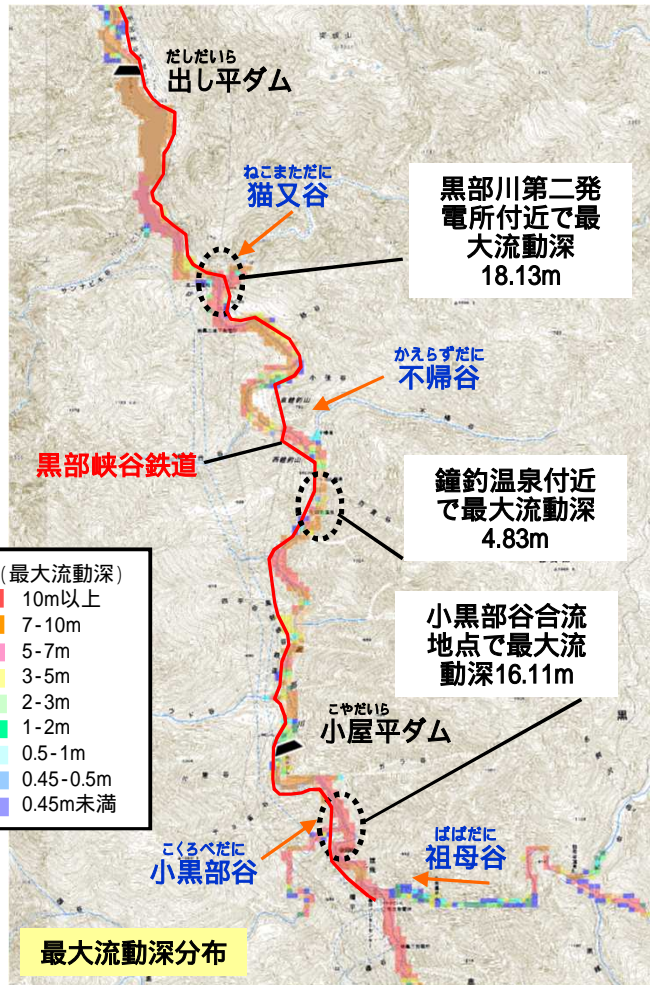 だしだいら
出し平ダム
ねこまただに
猫又谷
黒部川第二発
電所付近で最
大流動深
18.13m
かえらずだに
不帰谷
黒部峡谷鉄道
鐘釣温泉付近
で最大流動深
4.83m
(最大流動深)
10m以上
7-10m
5-7m
3-5m
2-3m
1-2m
0.5-1m
0.45-0.5m
0.45m未満
小黒部谷合流
地点で最大流
動深16.11m
こやだいら
小屋平ダム
こくろべだに
小黒部谷
ばばだに
祖母谷
最大流動深分布